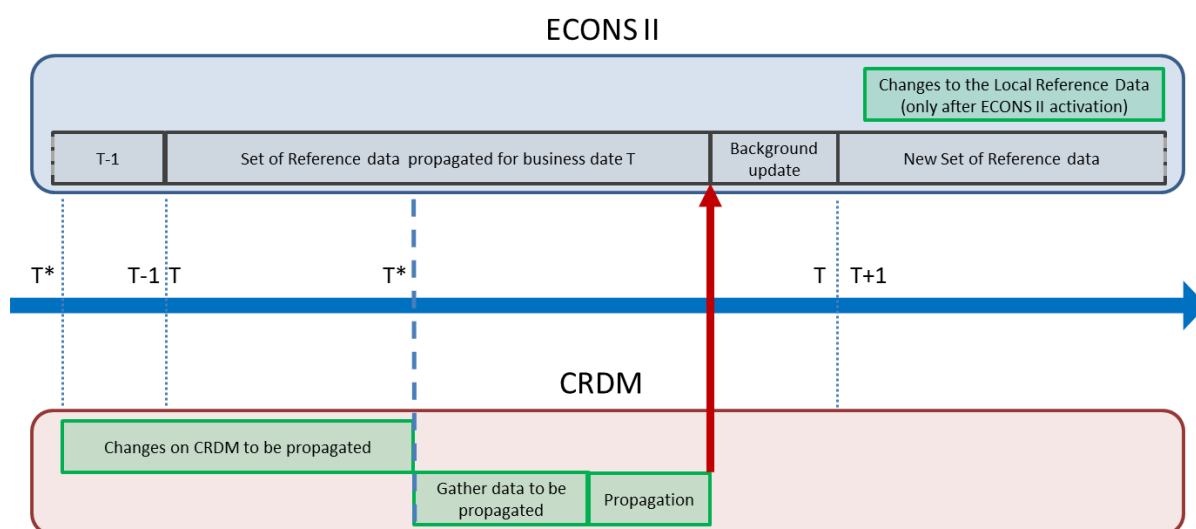 ECONS II
Changes to the Local Reference Data
(only after ECONS II activation)
T-1
Set of Reference data propagated for business date T
Background
update
New Set of Reference data
T*
T-1
T
T*
T
T+1
CRDM
Changes on CRDM to be propagated
Gather data to be
propagated
Propagation